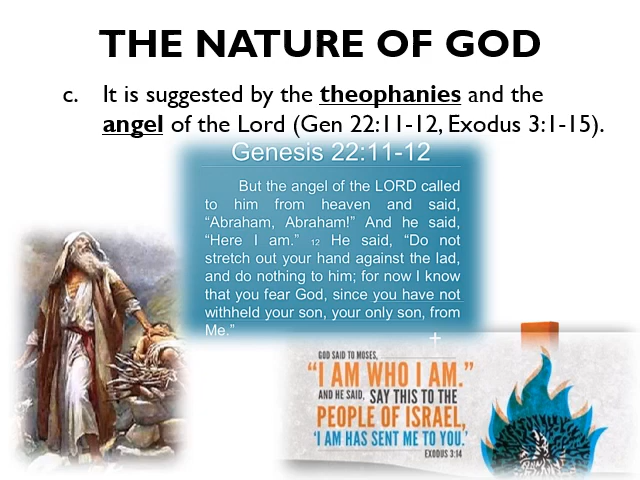 THE NATURE OF GOD
c. It is suggested by the theophanies and the
angel of the Lord (Gen 22:11-12, Exodus 3:1-15).
Genesis 22:11-12
But the angel of the LORD called
to him from heaven and said,
“Abraham, Abraham!” And he said,
“Here I am.” 12 He said, “Do not
stretch out your hand against the lad,
and do nothing to him; for now I know
that you fear God, since you have not
withheld your son, your only son, from
Me.”
+
GOD SAID TO MOSES,
“I AM WHO I AM.”
AND HE SAID, SAY THIS TO THE
PEOPLE OF ISRAEL,
‘I AM HAS SENT ME TO YOU.’
EXODUS 3:14